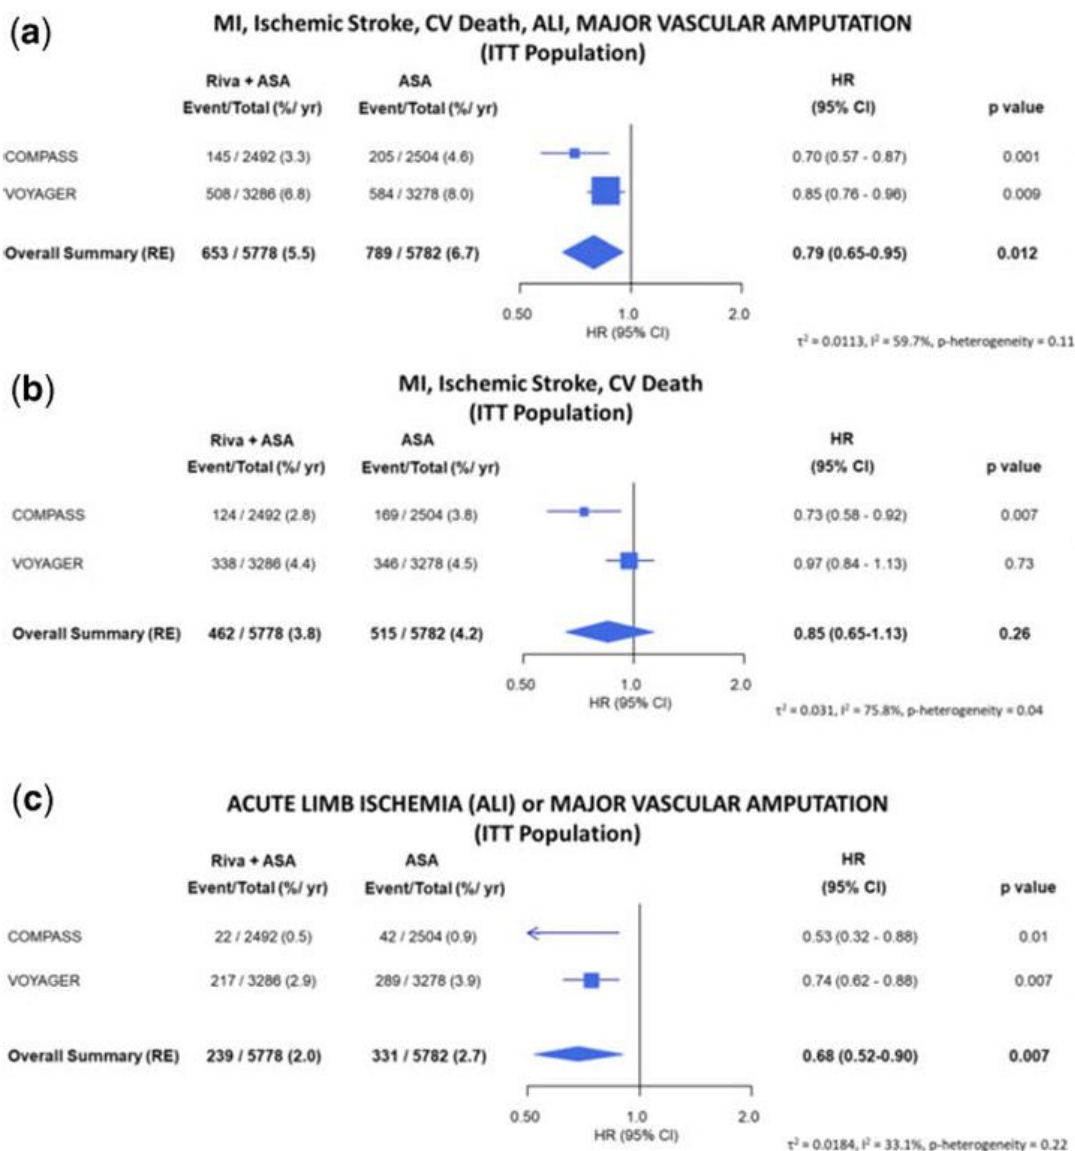 (a)
MI, Ischemic Stroke, CV Death, ALI, MAJOR VASCULAR AMPUTATION
(ITT Population)
Riva + ASA ASA HR
Event/Total (%/ yr) Event/Total (%/ yr) (95% CI) p value
COMPASS 145 / 2492 (3.3) 205 / 2504 (4.6) 0.70 (0.57 - 0.87) 0.001
VOYAGER 508 / 3286 (6.8) 584 / 3278 (8.0) 0.85 (0.76 - 0.96) 0.009
Overall Summary (RE) 653 / 5778 (5.5) 789 / 5782 (6.7) 0.79 (0.65-0.95) 0.012
0.50 1.0 2.0
HR (95% CI)
τ² = 0.0113, I² = 59.7%, p-heterogeneity = 0.11
(b)
MI, Ischemic Stroke, CV Death
(ITT Population)
Riva + ASA ASA HR
Event/Total (%/ yr) Event/Total (%/ yr) (95% CI) p value
COMPASS 124 / 2492 (2.8) 169 / 2504 (3.8) 0.73 (0.58 - 0.92) 0.007
VOYAGER 338 / 3286 (4.4) 346 / 3278 (4.5) 0.97 (0.84 - 1.13) 0.73
Overall Summary (RE) 462 / 5778 (3.8) 515 / 5782 (4.2) 0.85 (0.65-1.13) 0.26
0.50 1.0 2.0
HR (95% CI)
τ² = 0.031, I² = 75.8%, p-heterogeneity = 0.04
(c)
ACUTE LIMB ISCHEMIA (ALI) or MAJOR VASCULAR AMPUTATION
(ITT Population)
Riva + ASA ASA HR
Event/Total (%/ yr) Event/Total (%/ yr) (95% CI) p value
COMPASS 22 / 2492 (0.5) 42 / 2504 (0.9) 0.53 (0.32 - 0.88) 0.01
VOYAGER 217 / 3286 (2.9) 289 / 3278 (3.9) 0.74 (0.62 - 0.88) 0.007
Overall Summary (RE) 239 / 5778 (2.0) 331 / 5782 (2.7) 0.68 (0.52-0.90) 0.007
0.50 1.0 2.0
HR (95% CI)
τ² = 0.0184, I² = 33.1%, p-heterogeneity = 0.22